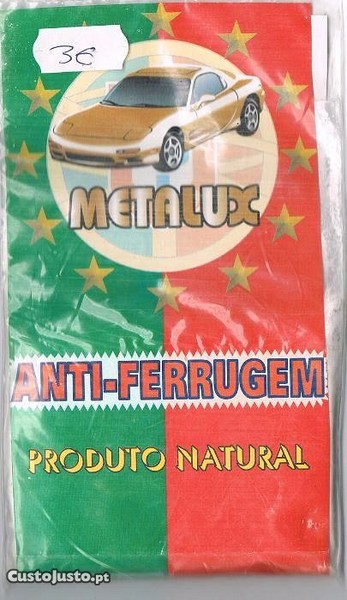 3€
METALUX
ANTI-FERRUGEM
PRODUTO NATURAL
CustoJusto.pt